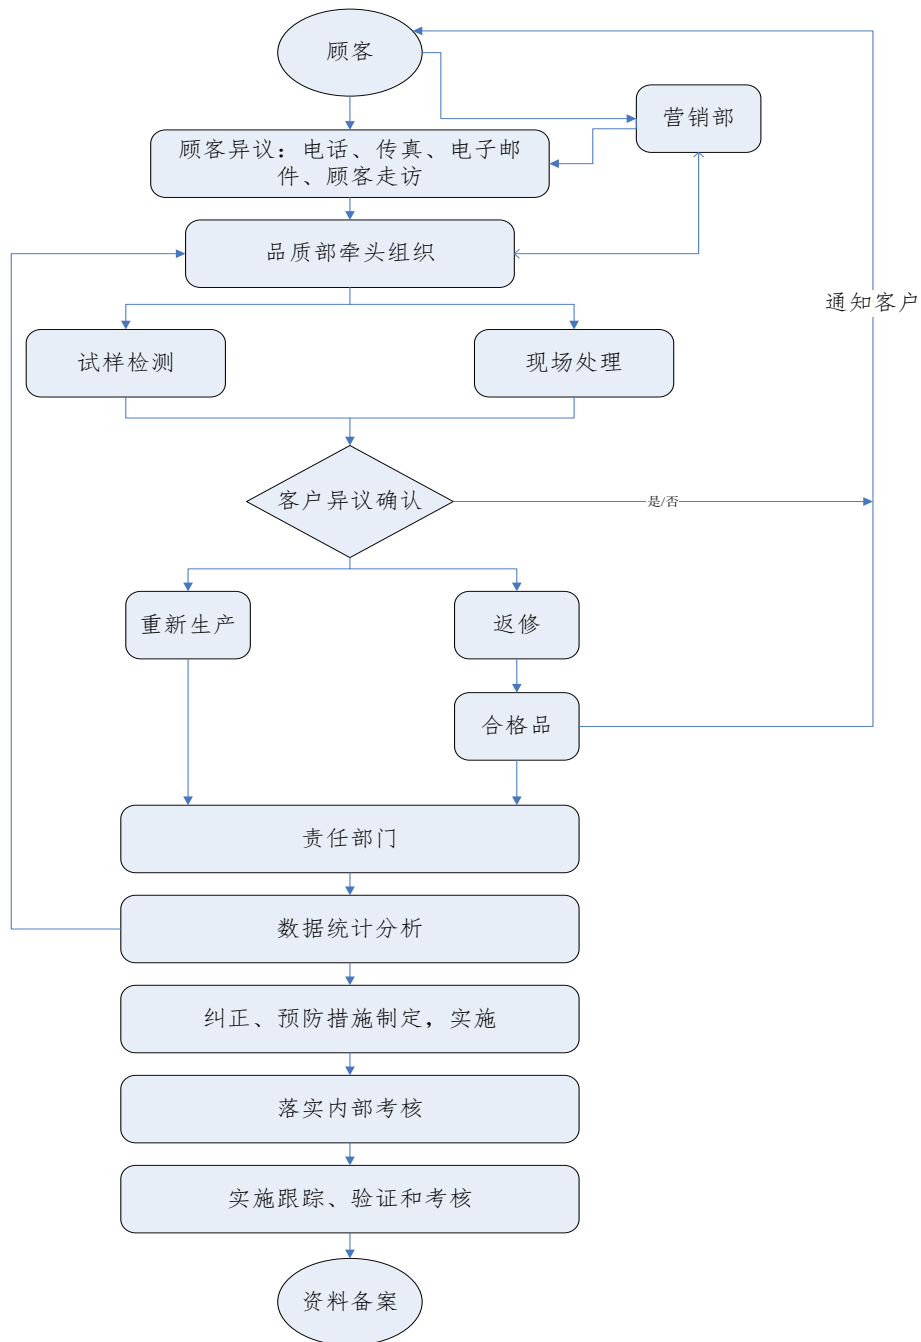 顾客
营销部
顾客异议：电话、传真、电子邮
件、顾客走访
品质部牵头组织
通知客户
试样检测
现场处理
客户异议确认
是/否
重新生产
返修
合格品
责任部门
数据统计分析
纠正、预防措施制定，实施
落实内部考核
实施跟踪、验证和考核
资料备案